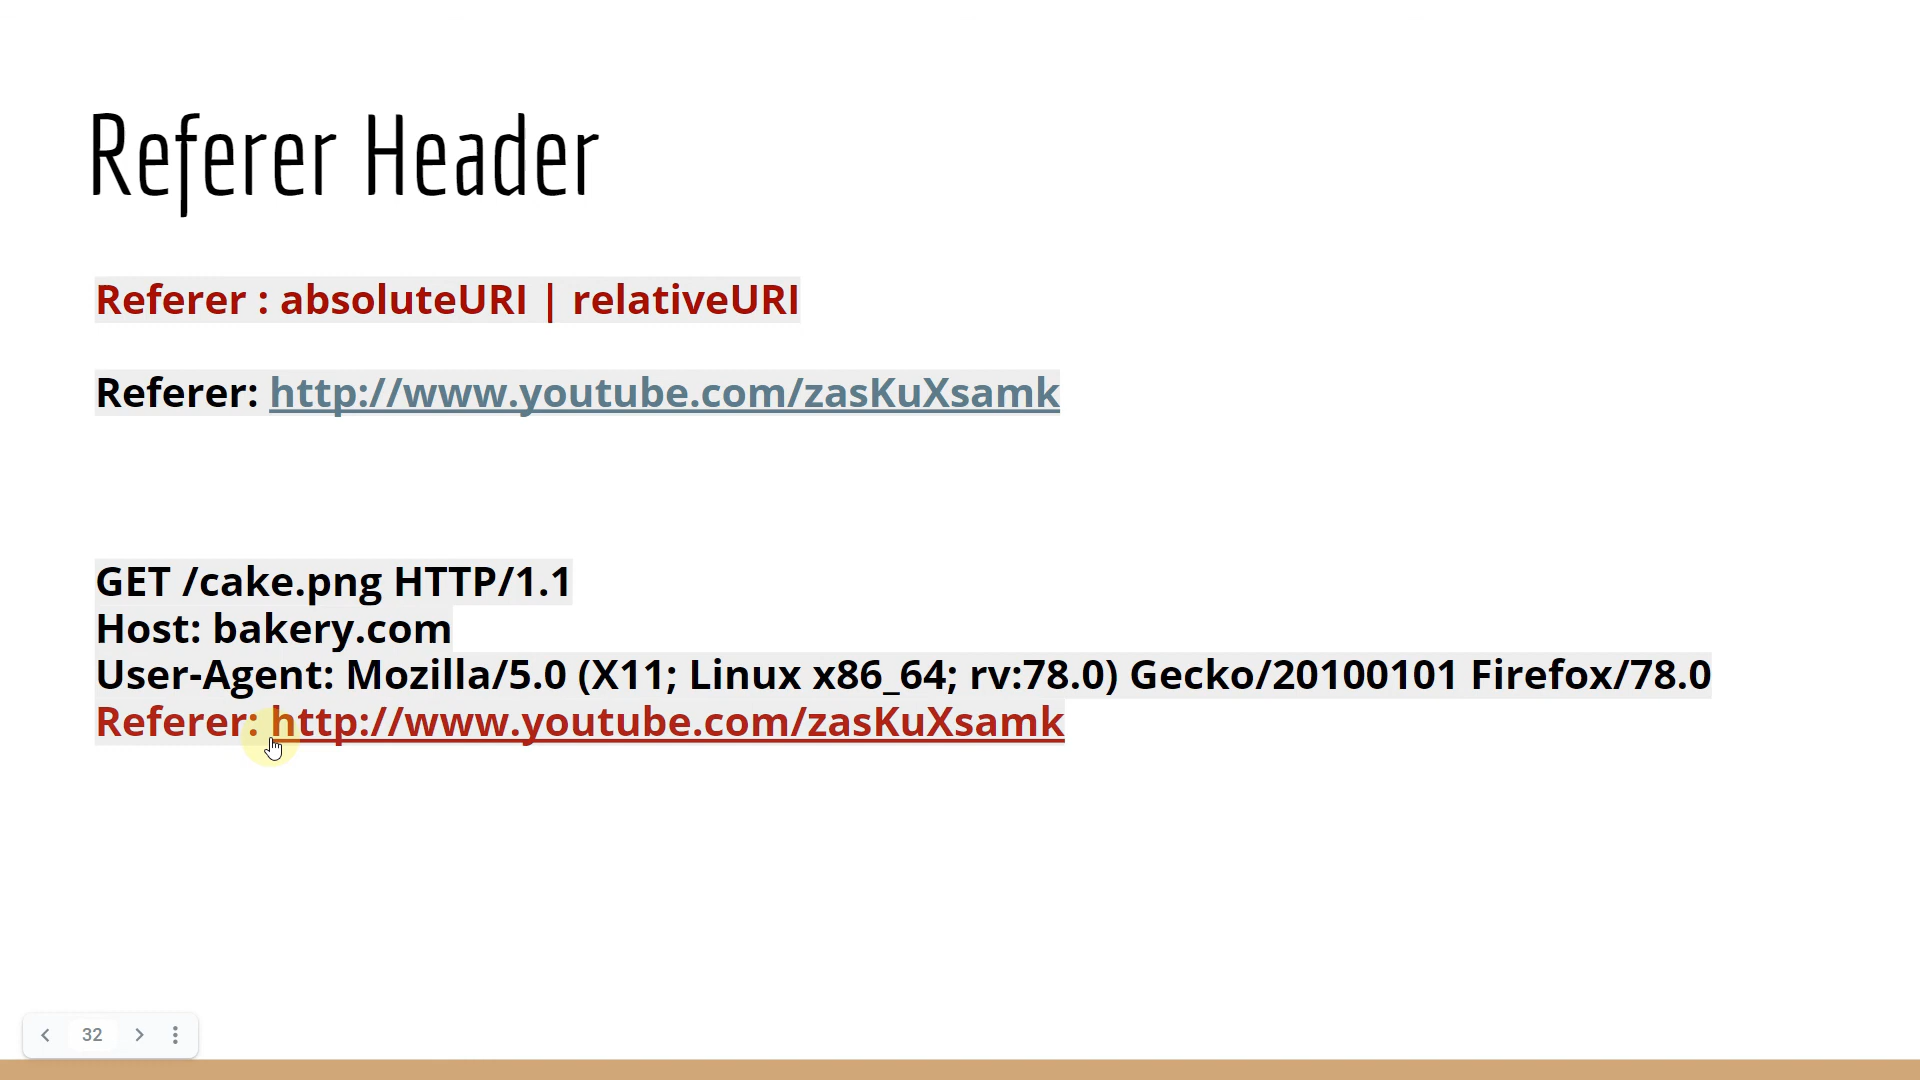 Referer Header
Referer : absoluteURI | relativeURI
Referer: http://www.youtube.com/zasKuXsamk
GET /cake.png HTTP/1.1
Host: bakery.com
User-Agent: Mozilla/5.0 (X11; Linux x86_64; rv:78.0) Gecko/20100101 Firefox/78.0
Referer: http://www.youtube.com/zasKuXsamk
32